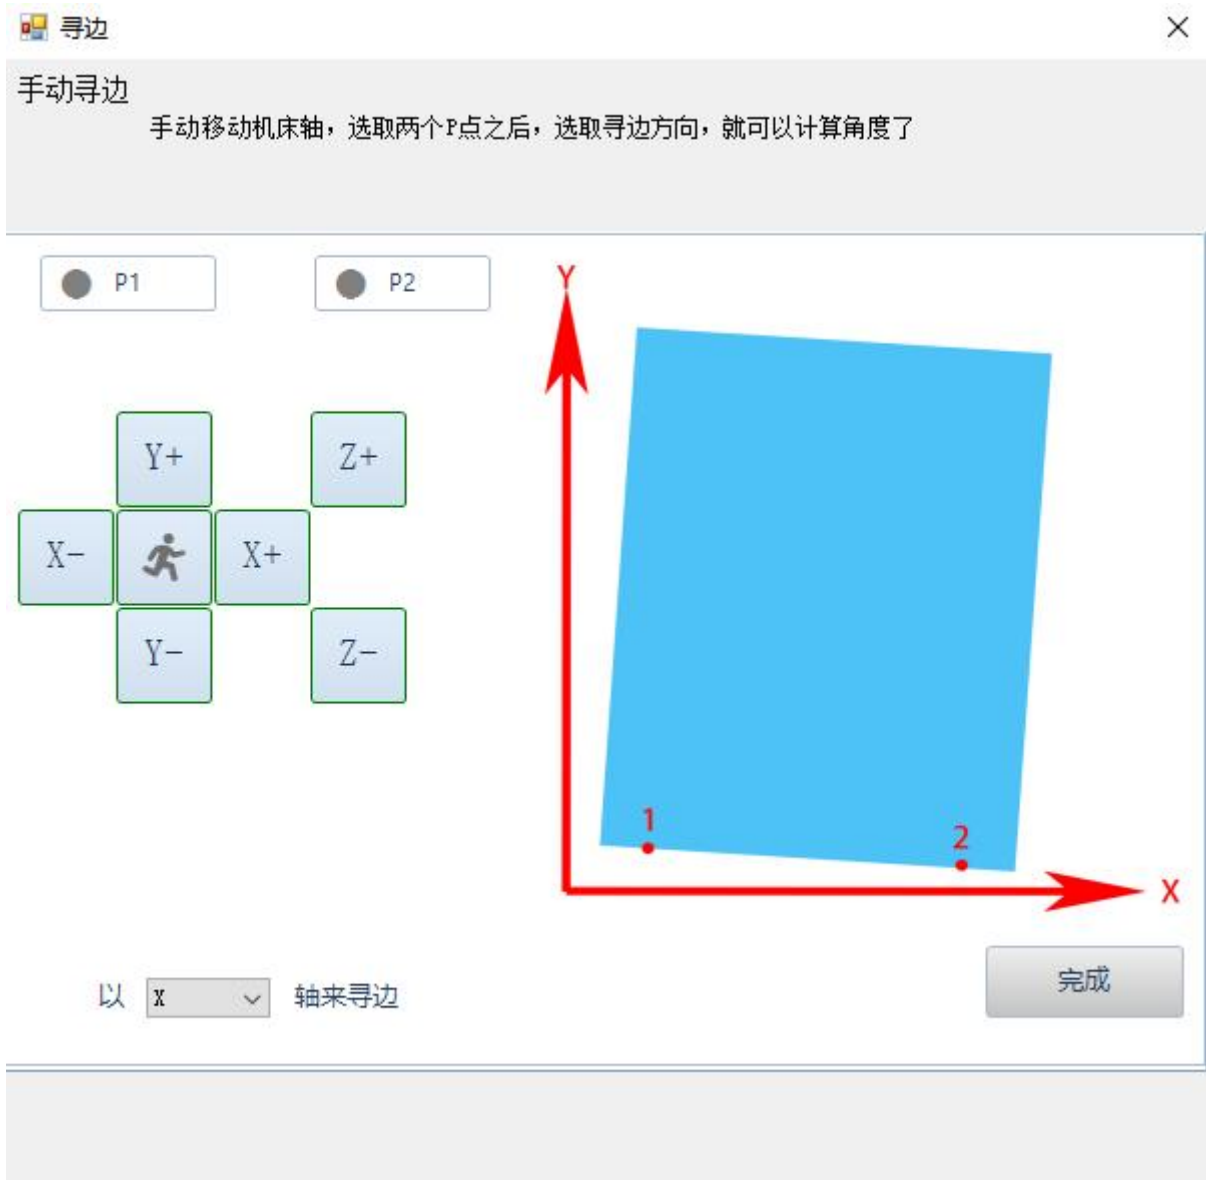 寻边
手动寻边
手动移动机床轴，选取两个P点之后，选取寻边方向，就可以计算角度了
P1
P2
Y
Y+
Z+
X-
X+
Y-
Z-
1
2
X
以 X 轴来寻边
完成